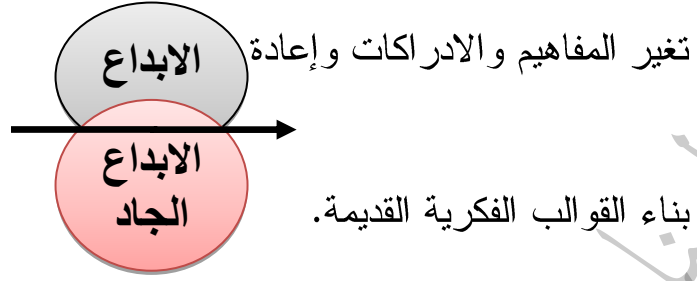 تغير المفاهيم والادراكات وإعادة
الابداع
الابداع
الجاد
بناء القوالب الفكرية القديمة.